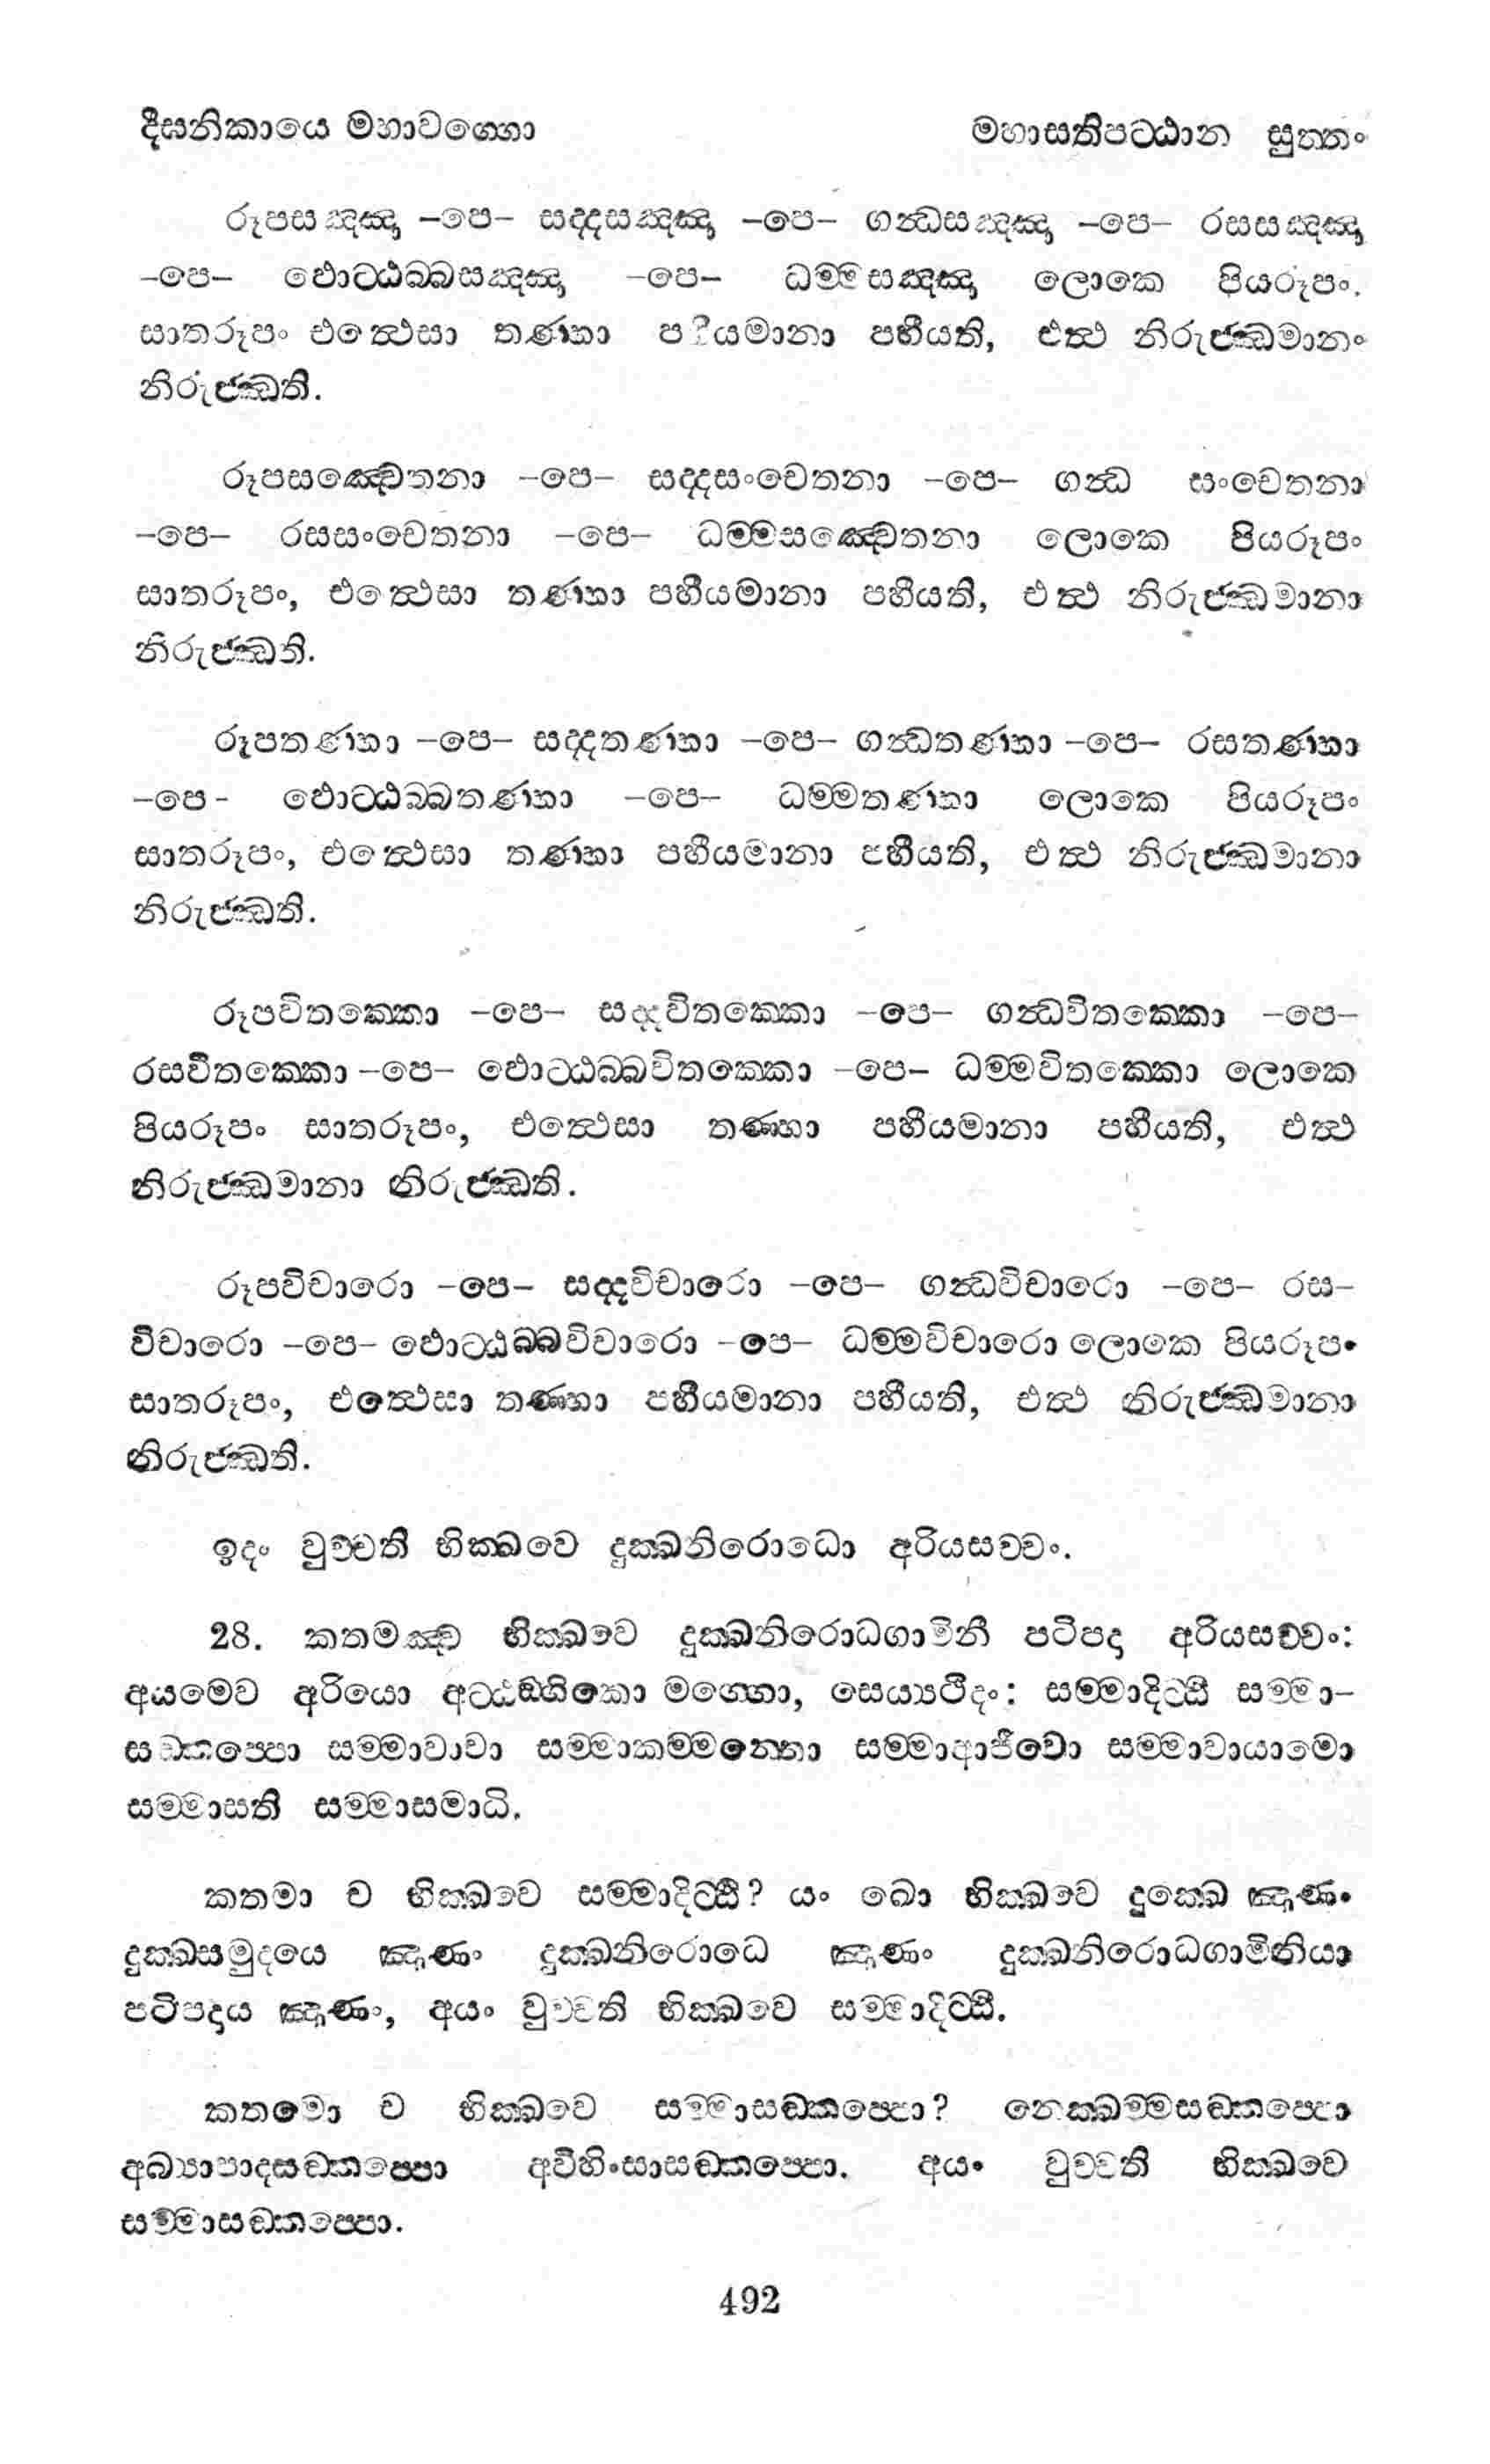 දීඝනිකායෙ මහාවග්ගො	මහාසතිපට්ඨාන සුත්තං
රූපසඤ්ඤා –පෙ– සද්දසඤ්ඤා –පෙ– ගන්ධසඤ්ඤා –පෙ– රසසඤ්ඤා
–පෙ– ඵොට්ඨබ්බසඤ්ඤා –පෙ– ධම්මසඤ්ඤා ලොකෙ පියරූපං.
සාතරූපං එත්ථෙසා තණ්හා පහීයමානා පහීයති, එත්ථ නිරුජ්ඣමානං
නිරුජ්ඣති.
රූපසඤ්චෙතනා –පෙ– සද්දසංචෙතනා –පෙ– ගන්ධ සංචෙතනා
–පෙ– රසසංචෙතනා –පෙ– ධම්මසඤ්චෙතනා ලොකෙ පියරූපං
සාතරූපං, එත්ථෙසා තණ්හා පහීයමානා පහීයති, එත්ථ නිරුජ්ඣමානා
නිරුජ්ඣති.
රූපතණ්හා –පෙ– සද්දතණ්හා –පෙ– ගන්ධතණ්හා –පෙ– රසතණ්හා
–පෙ– ඵොට්ඨබ්බතණ්හා –පෙ– ධම්මතණ්හා ලොකෙ පියරූපං
සාතරූපං, එත්ථෙසා තණ්හා පහීයමානා පහීයති, එත්ථ නිරුජ්ඣමානා
නිරුජ්ඣති.
රූපවිතක්කො –පෙ– සද්දවිතක්කො –පෙ– ගන්ධවිතක්කො –පෙ–
රසවිතක්කො –පෙ– ඵොට්ඨබ්බවිතක්කො –පෙ– ධම්මවිතක්කො ලොකෙ
පියරූපං සාතරූපං, එත්ථෙසා තණ්හා පහීයමානා පහීයති, එත්ථ
නිරුජ්ඣමානා නිරුජ්ඣති.
රූපවිචාරො –පෙ– සද්දවිචාරො –පෙ– ගන්ධවිචාරො –පෙ– රස–
විචාරො –පෙ– ඵොට්ඨබ්බවිචාරො –පෙ– ධම්මවිචාරො ලොකෙ පියරූපං
සාතරූපං, එත්ථෙසා තණ්හා පහීයමානා පහීයති, එත්ථ නිරුජ්ඣමානා
නිරුජ්ඣති.
ඉදං වුච්චති භික්ඛවෙ දුක්ඛනිරොධො අරියසච්චං.
28. කතමඤ්ච භික්ඛවෙ දුක්ඛනිරොධගාමිනී පටිපදා අරියසච්චං:
අයමෙව අරියො අට්ඨඞ්ගිකො මග්ගො, සෙය්‍යථිදං: සම්මාදිට්ඨි සම්මා–
සඞ්කප්පො සම්මාවාචා සම්මාකම්මන්තො සම්මාආජීවො සම්මාවායාමො
සම්මාසති සම්මාසමාධි.
කතමා ච භික්ඛවෙ සම්මාදිට්ඨි? යං ඛො භික්ඛවෙ දුක්ඛෙ ඤාණං
දුක්ඛසමුදයෙ ඤාණං දුක්ඛනිරොධෙ ඤාණං දුක්ඛනිරොධගාමිනියා
පටිපදාය ඤාණං, අයං වුච්චති භික්ඛවෙ සම්මාදිට්ඨි.
කතමො ච භික්ඛවෙ සම්මාසඞ්කප්පො? නෙක්ඛම්මසඞ්කප්පො
අබ්‍යාපාදසඞ්කප්පො අවිහිංසාසඞ්කප්පො. අයං වුච්චති භික්ඛවෙ
සම්මාසඞ්කප්පො.
492